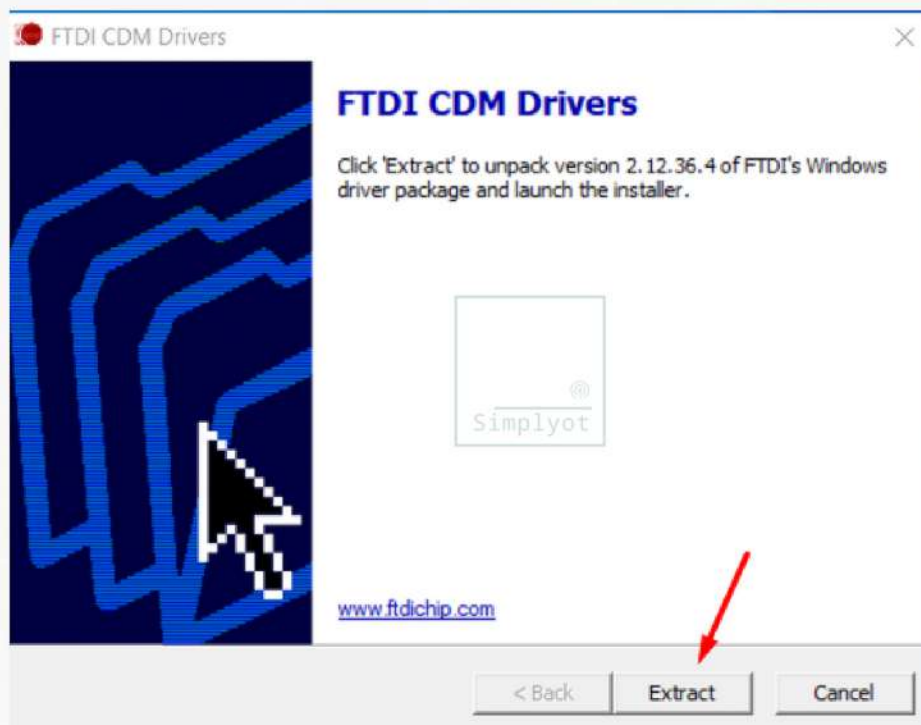 FTDI CDM Drivers
FTDI CDM Drivers
Click 'Extract' to unpack version 2.12.36.4 of FTDI's Windows
driver package and launch the installer.
Simplyot
www.ftdichip.com
< Back
Extract
Cancel